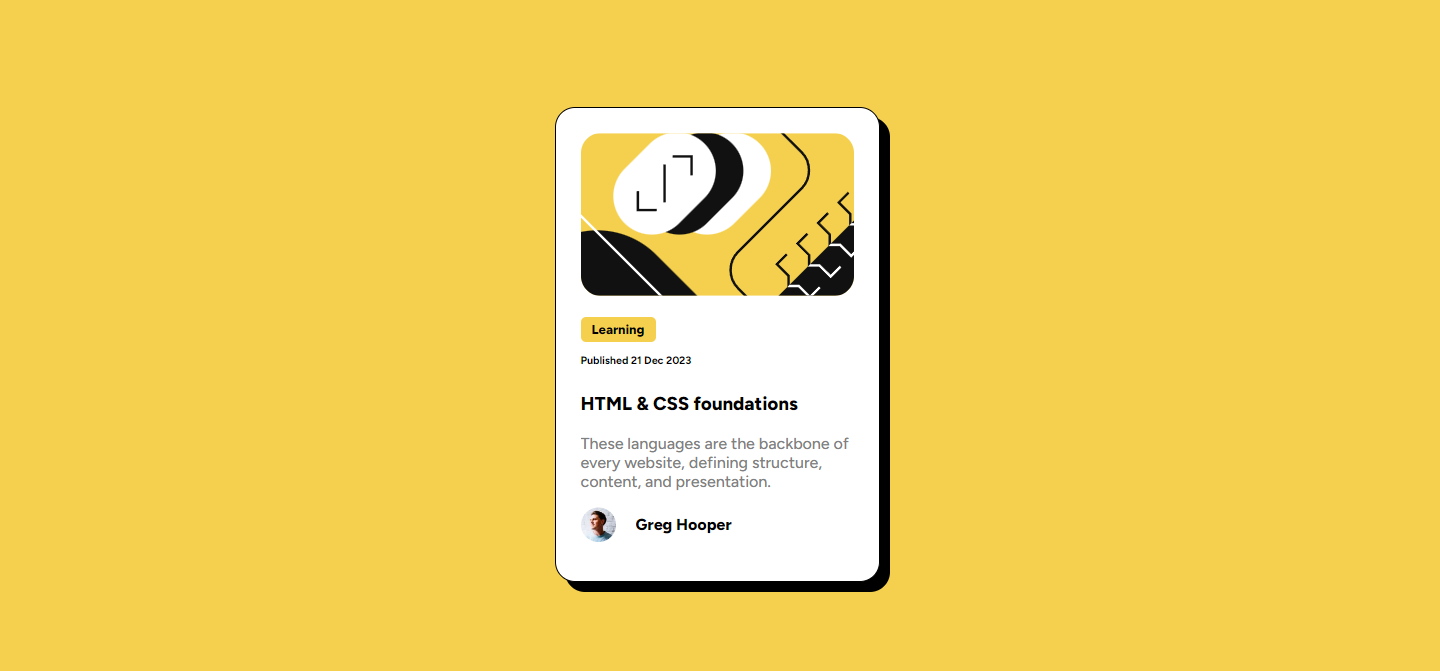 Learning
Published 21 Dec 2023
HTML & CSS foundations
These languages are the backbone of
every website, defining structure,
content, and presentation.
Greg Hooper